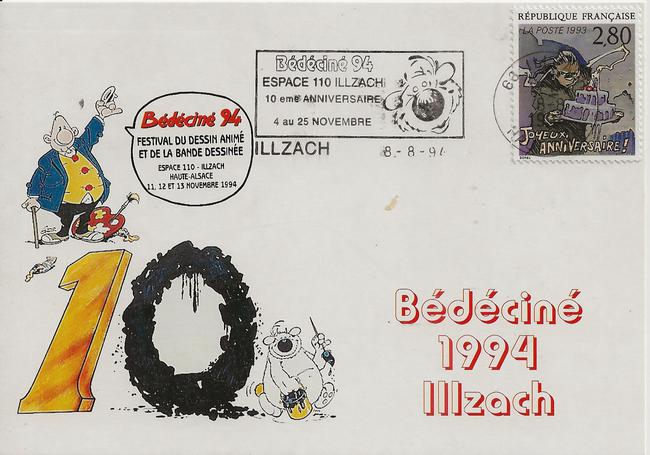 RÉPUBLIQUE FRANÇAISE
LA POSTE 1993
2,80
JOYEUX
ANNIVERSAIRE!
Bédéciné 94
ESPACE 110 ILLZACH
10 eme ANNIVERSAIRE
4 au 25 NOVEMBRE
ILLZACH 8-8-94
68
Bédéciné 94
FESTIVAL DU DESSIN ANIMÉ
ET DE LA BANDE DESSINÉE
ESPACE 110 - ILLZACH
HAUTE-ALSACE
11, 12 ET 13 NOVEMBRE 1994
10
Bédéciné
1994
Illzach